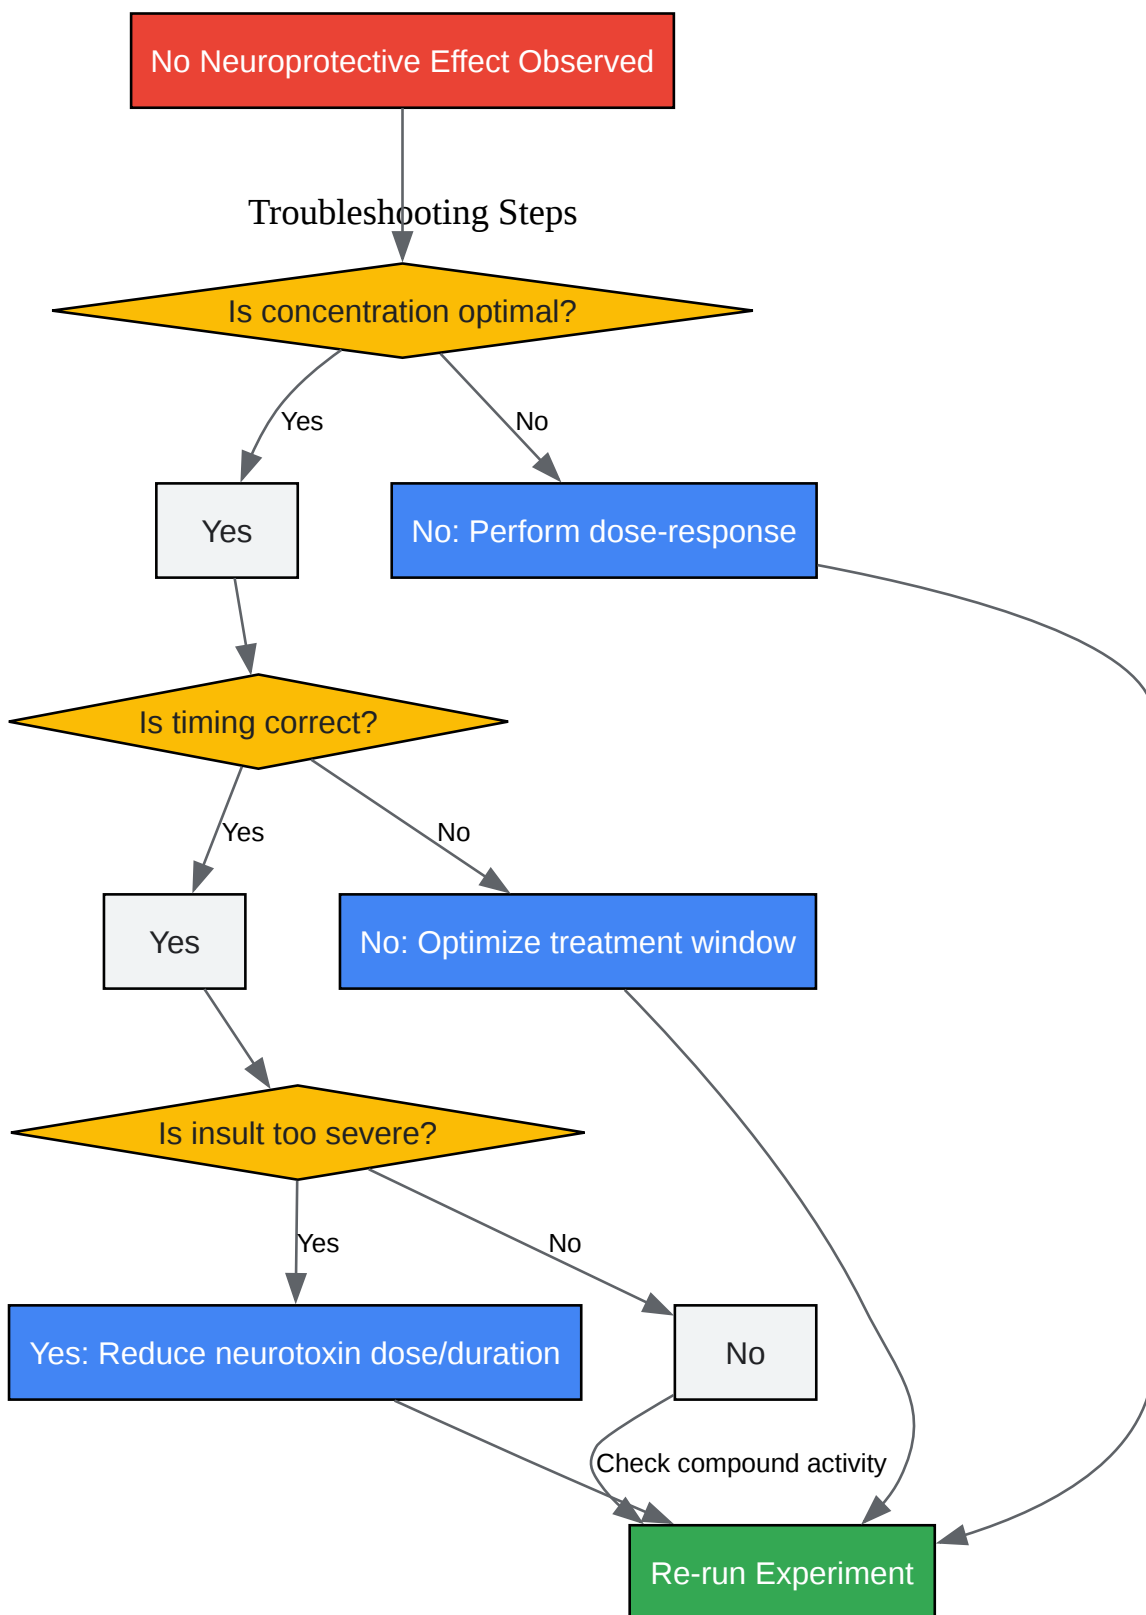 No Neuroprotective Effect Observed
Troubleshooting Steps
Is concentration optimal?
Yes
No
Yes
No: Perform dose-response
Is timing correct?
Yes
No
Yes
No: Optimize treatment window
Is insult too severe?
Yes
No
Yes: Reduce neurotoxin dose/duration
No
Check compound activity
Re-run Experiment